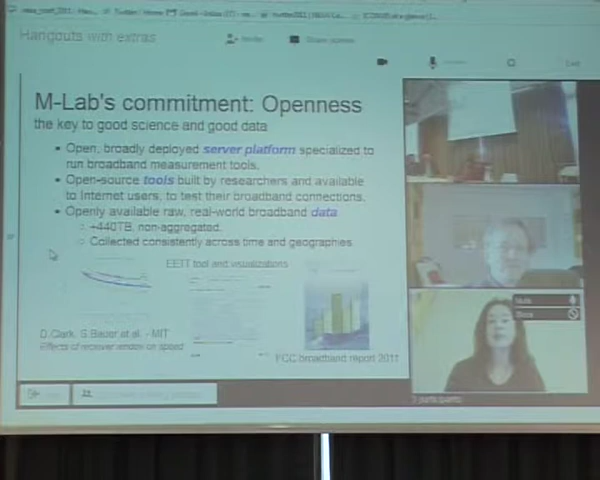 Hangouts with extras
M-Lab's commitment: Openness
the key to good science and good data
• Open, broadly deployed server platform specialized to
run broadband measurement tools.
• Open-source tools built by researchers and available
to Internet users, to test their broadband connections.
• Openly available raw, real-world broadband data
○ +440TB, non-aggregated.
○ Collected consistently across time and geographies.
EETT tool and visualizations
D.Clark, S.Bauer et al. - MIT
Effects of receiver window on speed
FCC broadband report 2011